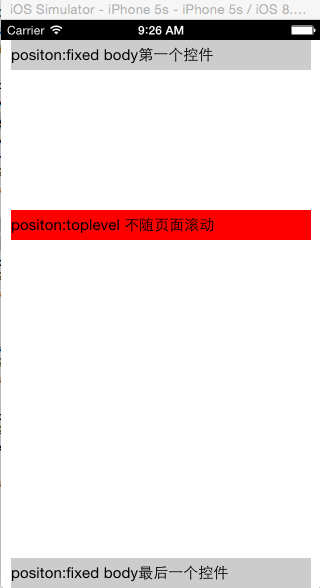 iOS Simulator - iPhone 5s - iPhone 5s / iOS 8....
Carrier 9:26 AM
positon:fixed body第一个控件
positon:toplevel 不随页面滚动
positon:fixed body最后一个控件